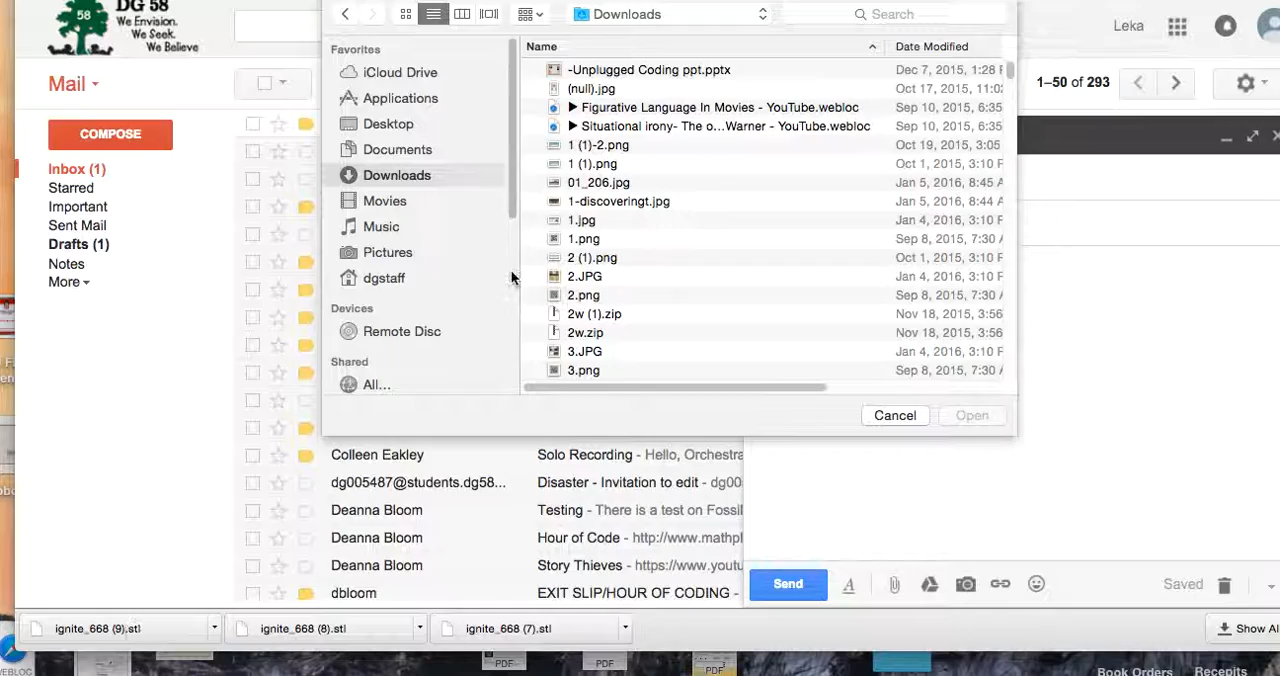 DG 58
58
We Envision.
We Seek.
We Believe
Mail
COMPOSE
Inbox (1)
Starred
Important
Sent Mail
Drafts (1)
Notes
More
Downloads
Search
Favorites
iCloud Drive
Applications
Desktop
Documents
Downloads
Movies
Music
Pictures
dgstaff
Devices
Remote Disc
Shared
All...
Name Date Modified
-Unplugged Coding ppt.pptx Dec 7, 2015, 1:28
(null).jpg Oct 19, 2015, 11:02
▶ Figurative Language In Movies - YouTube.webloc Sep 10, 2015, 6:35
▶ Situational irony- The o...Warner - YouTube.webloc Sep 10, 2015, 6:35
1 (1)-2.png Oct 19, 2015, 3:05
1 (1).png Oct 1, 2015, 3:10
01_206.jpg Jan 5, 2016, 8:45
1-discoveringt.jpg Jan 5, 2016, 8:44
1.jpg Jan 4, 2016, 3:10
1.png Sep 8, 2015, 7:30
2 (1).png Oct 1, 2015, 3:10
2.JPG Jan 4, 2016, 3:10
2.png Sep 8, 2015, 7:30
2w (1).zip Nov 18, 2015, 3:56
2w.zip Nov 18, 2015, 3:56
3.JPG Jan 4, 2016, 3:10
3.png Sep 8, 2015, 7:30
Cancel Open
Leka
1–50 of 293
Colleen Eakley Solo Recording - Hello, Orchestra
dg005487@students.dg58... Disaster - Invitation to edit - dg00
Deanna Bloom Testing - There is a test on Fossil
Deanna Bloom Hour of Code - http://www.mathpl
Deanna Bloom Story Thieves - https://www.youtu
dbloom EXIT SLIP/HOUR OF CODING -
Send Saved
ignite_668 (9).stl ignite_668 (8).stl ignite_668 (7).stl Show Al
WEBLOC PDF PDF PDF Book Orders Receipts